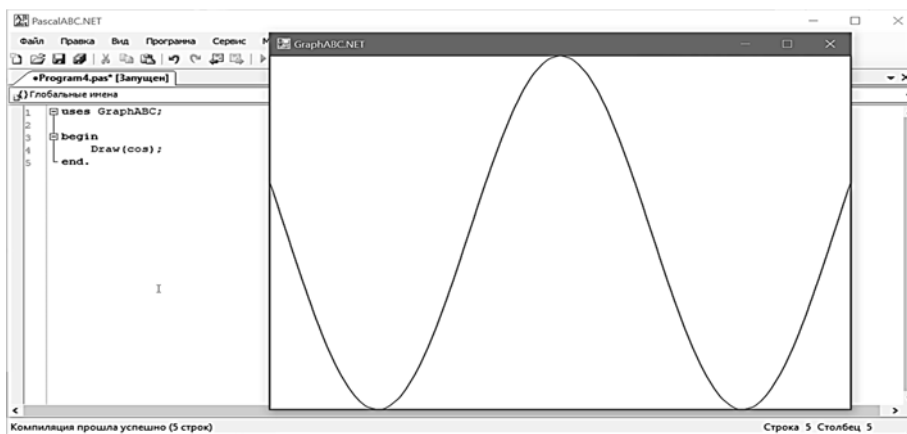 PascalABC.NET
Файл Правка Вид Программа Сервис М
GraphABC.NET
•Program4.pas* [Запущен]
{} Глобальные имена
1 uses GraphABC;
2
3 begin
4 Draw(cos);
5 end.
Компиляция прошла успешно (5 строк)
Строка 5 Столбец 5